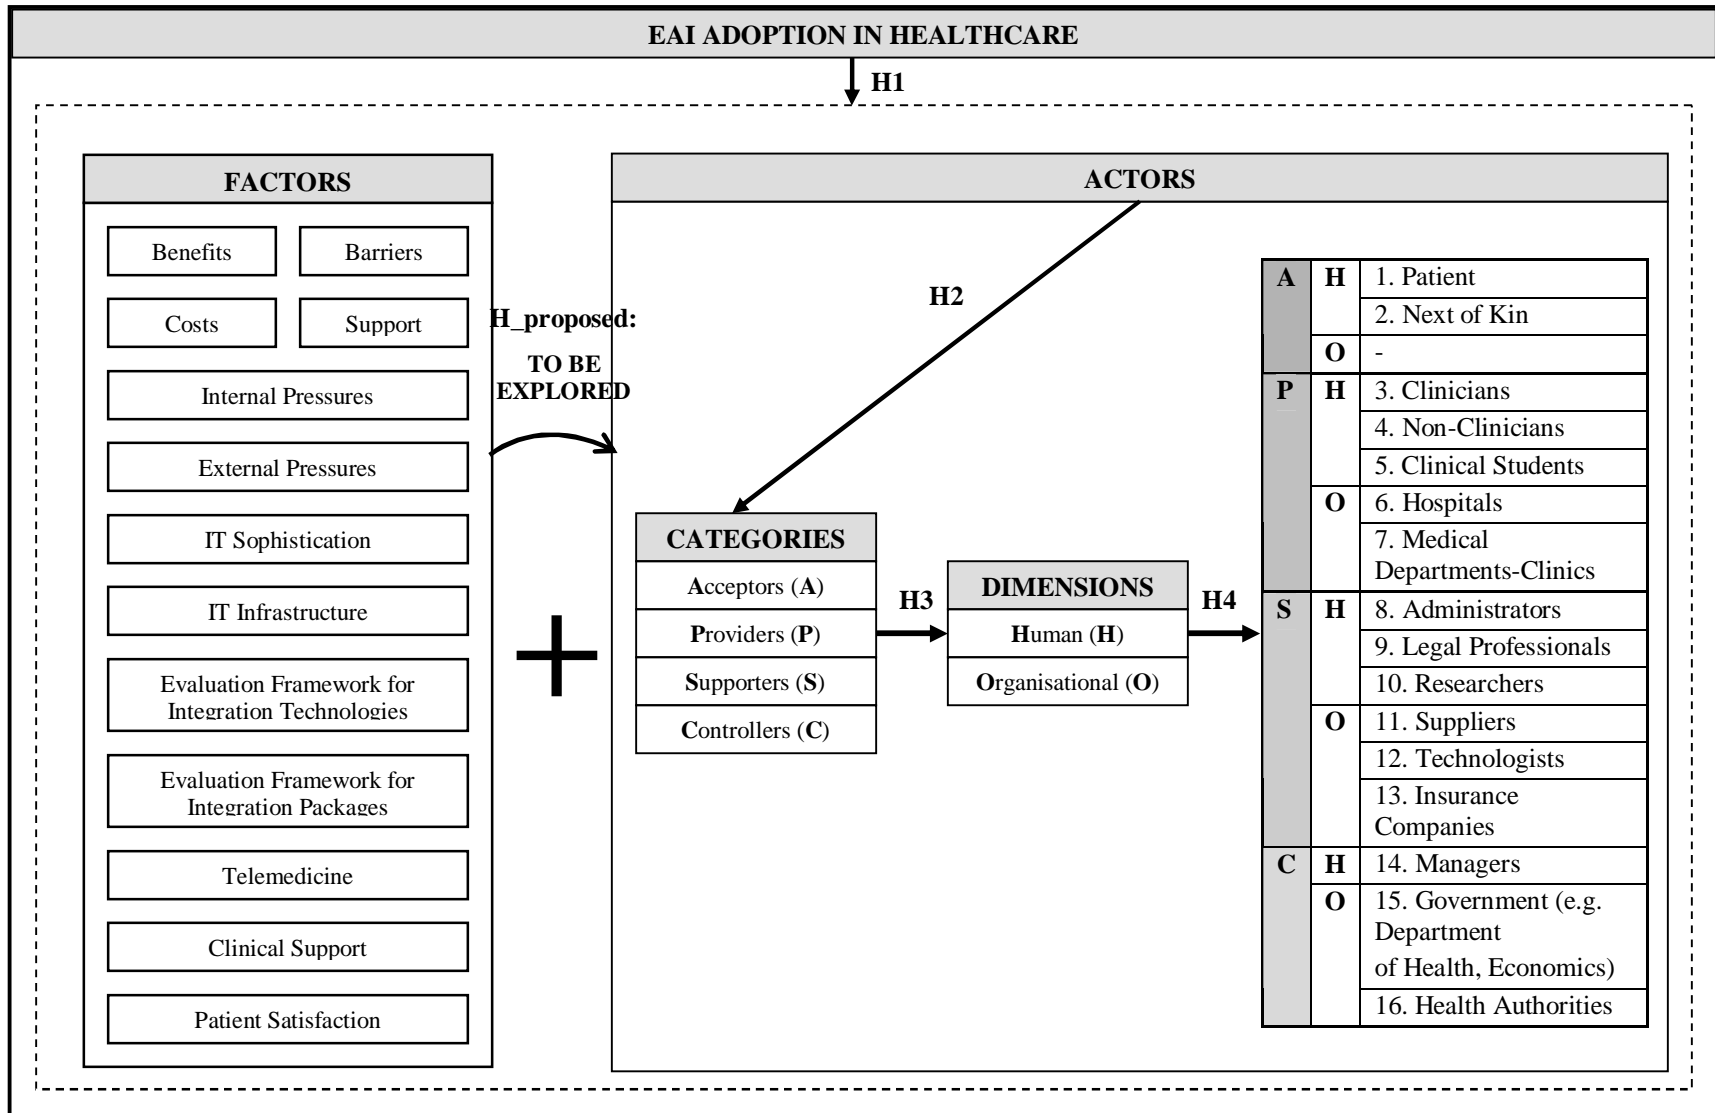 EAI ADOPTION IN HEALTHCARE
H1
FACTORS
Benefits
Barriers
Costs
Support
Internal Pressures
External Pressures
IT Sophistication
IT Infrastructure
Evaluation Framework for
Integration Technologies
Evaluation Framework for
Integration Packages
Telemedicine
Clinical Support
Patient Satisfaction
H_proposed:
TO BE
EXPLORED
+
ACTORS
H2
CATEGORIES
Acceptors (A)
Providers (P)
Supporters (S)
Controllers (C)
H3
DIMENSIONS
Human (H)
Organisational (O)
H4
A H 1. Patient
2. Next of Kin
O -
P H 3. Clinicians
4. Non-Clinicians
5. Clinical Students
O 6. Hospitals
7. Medical
Departments-Clinics
S H 8. Administrators
9. Legal Professionals
10. Researchers
O 11. Suppliers
12. Technologists
13. Insurance
Companies
C H 14. Managers
O 15. Government (e.g.
Department
of Health, Economics)
16. Health Authorities